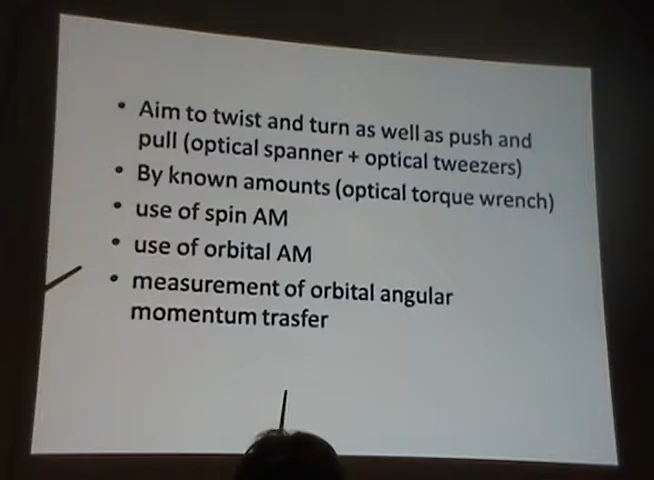 • Aim to twist and turn as well as push and
pull (optical spanner + optical tweezers)
• By known amounts (optical torque wrench)
• use of spin AM
• use of orbital AM
• measurement of orbital angular
momentum trasfer